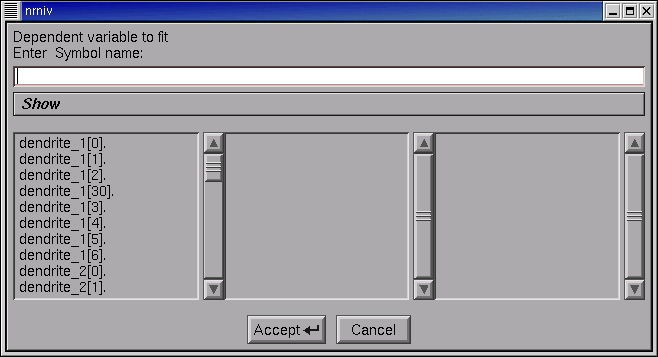 nrniv
Dependent variable to fit
Enter  Symbol name:
Show
dendrite_1[0].
dendrite_1[1].
dendrite_1[2].
dendrite_1[30].
dendrite_1[3].
dendrite_1[4].
dendrite_1[5].
dendrite_1[6].
dendrite_2[0].
dendrite_2[1].
Accept Cancel